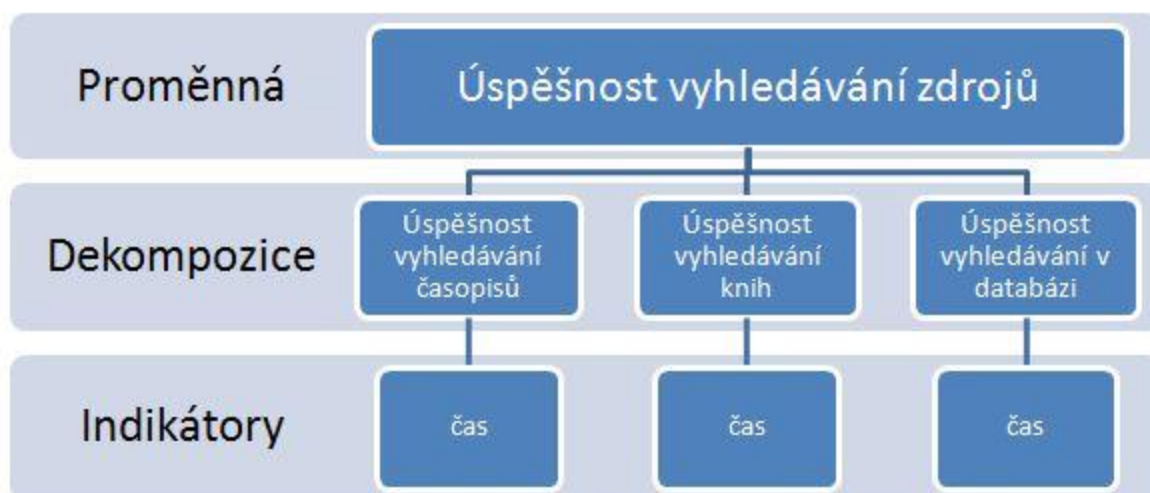 Proměnná
Úspěšnost vyhledávání zdrojů
Dekompozice
Úspěšnost
vyhledávání
časopisů
Úspěšnost
vyhledávání
knih
Úspěšnost
vyhledávání v
databázi
Indikátory
čas
čas
čas